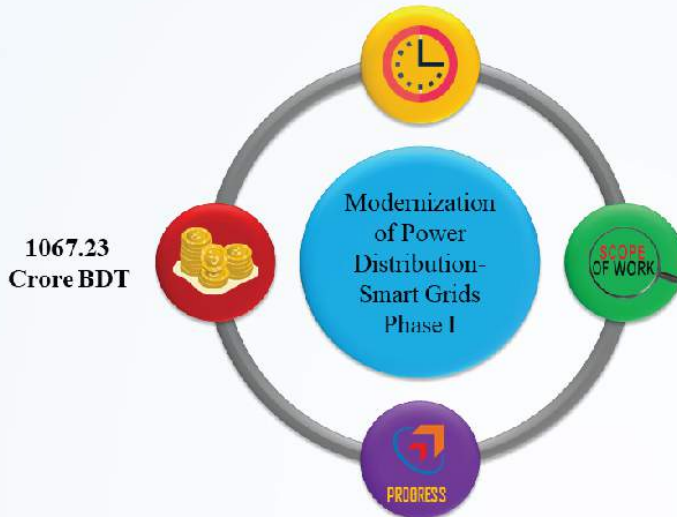 Modernization
of Power
Distribution-
Smart Grids
Phase I
1067.23
Crore BDT
SCOPE
OF WORK
PROGRESS